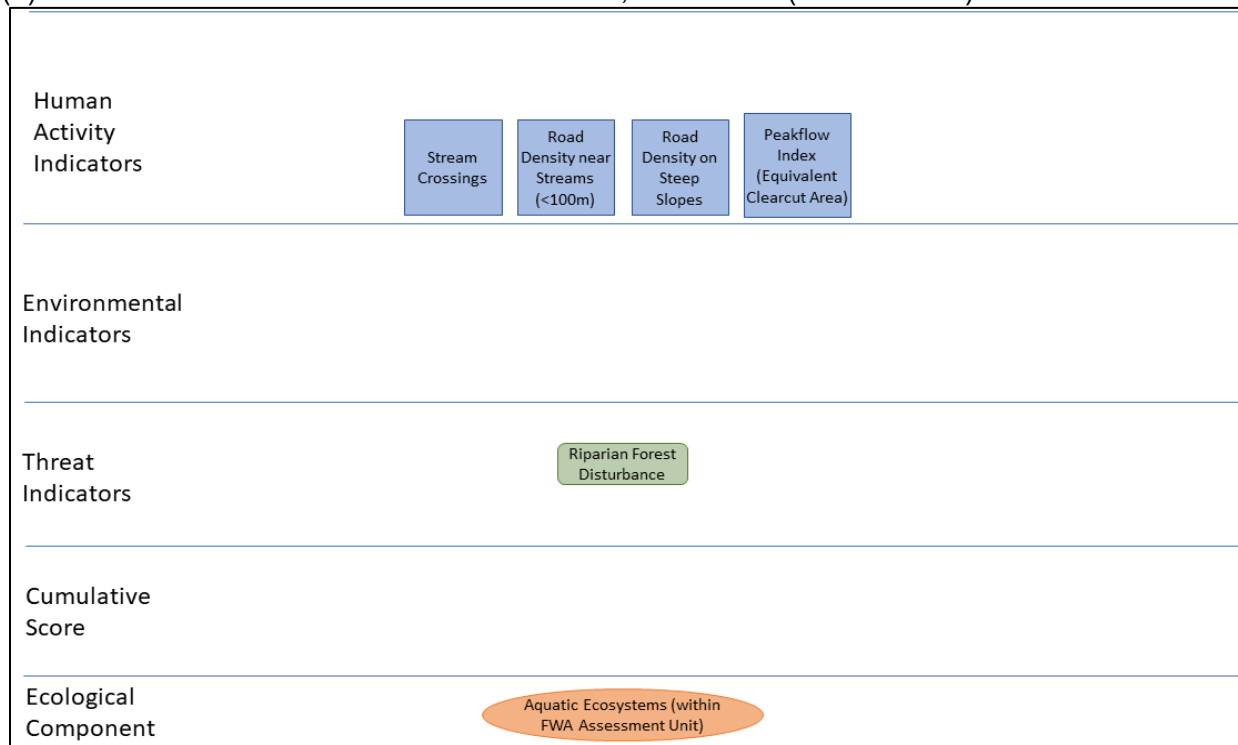 Human
Activity
Indicators
Stream
Crossings
Road
Density near
Streams
(<100m)
Road
Density on
Steep
Slopes
Peakflow
Index
(Equivalent
Clearcut Area)
Environmental
Indicators
Threat
Indicators
Riparian Forest
Disturbance
Cumulative
Score
Ecological
Component
Aquatic Ecosystems (within
FWA Assessment Unit)